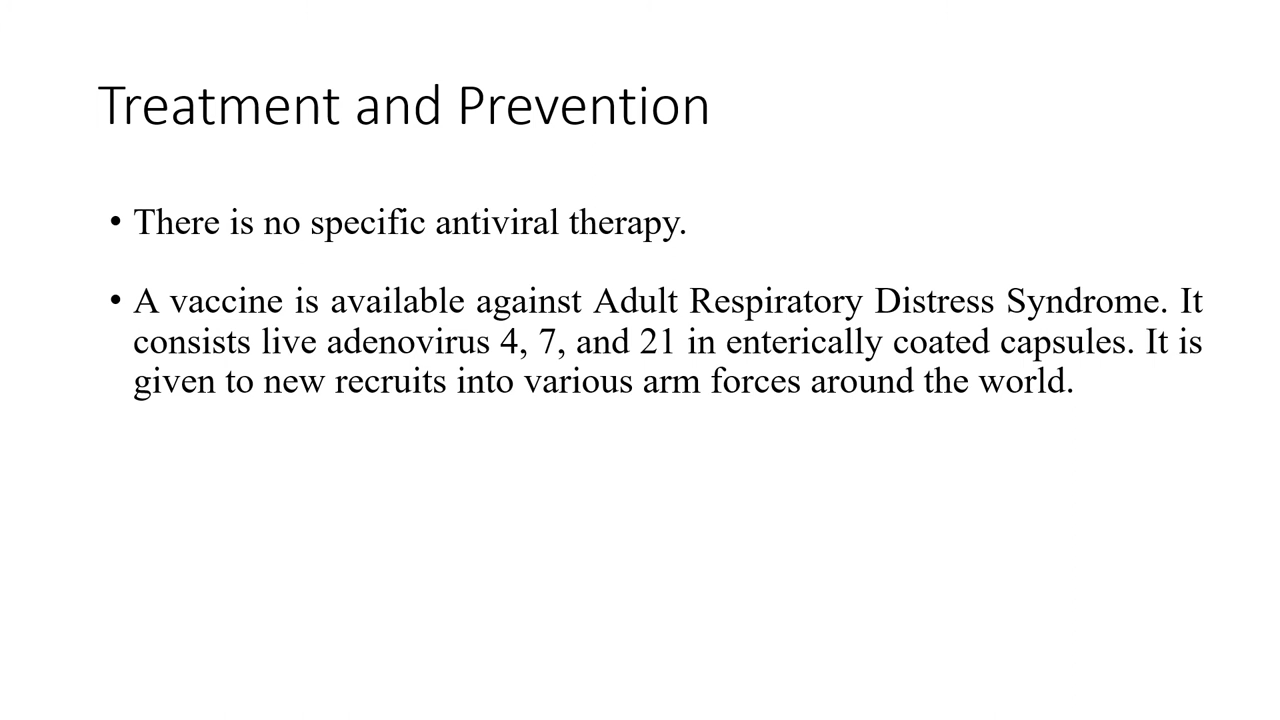 Treatment and Prevention
• There is no specific antiviral therapy.
• A vaccine is available against Adult Respiratory Distress Syndrome. It
consists live adenovirus 4, 7, and 21 in enterically coated capsules. It is
given to new recruits into various arm forces around the world.